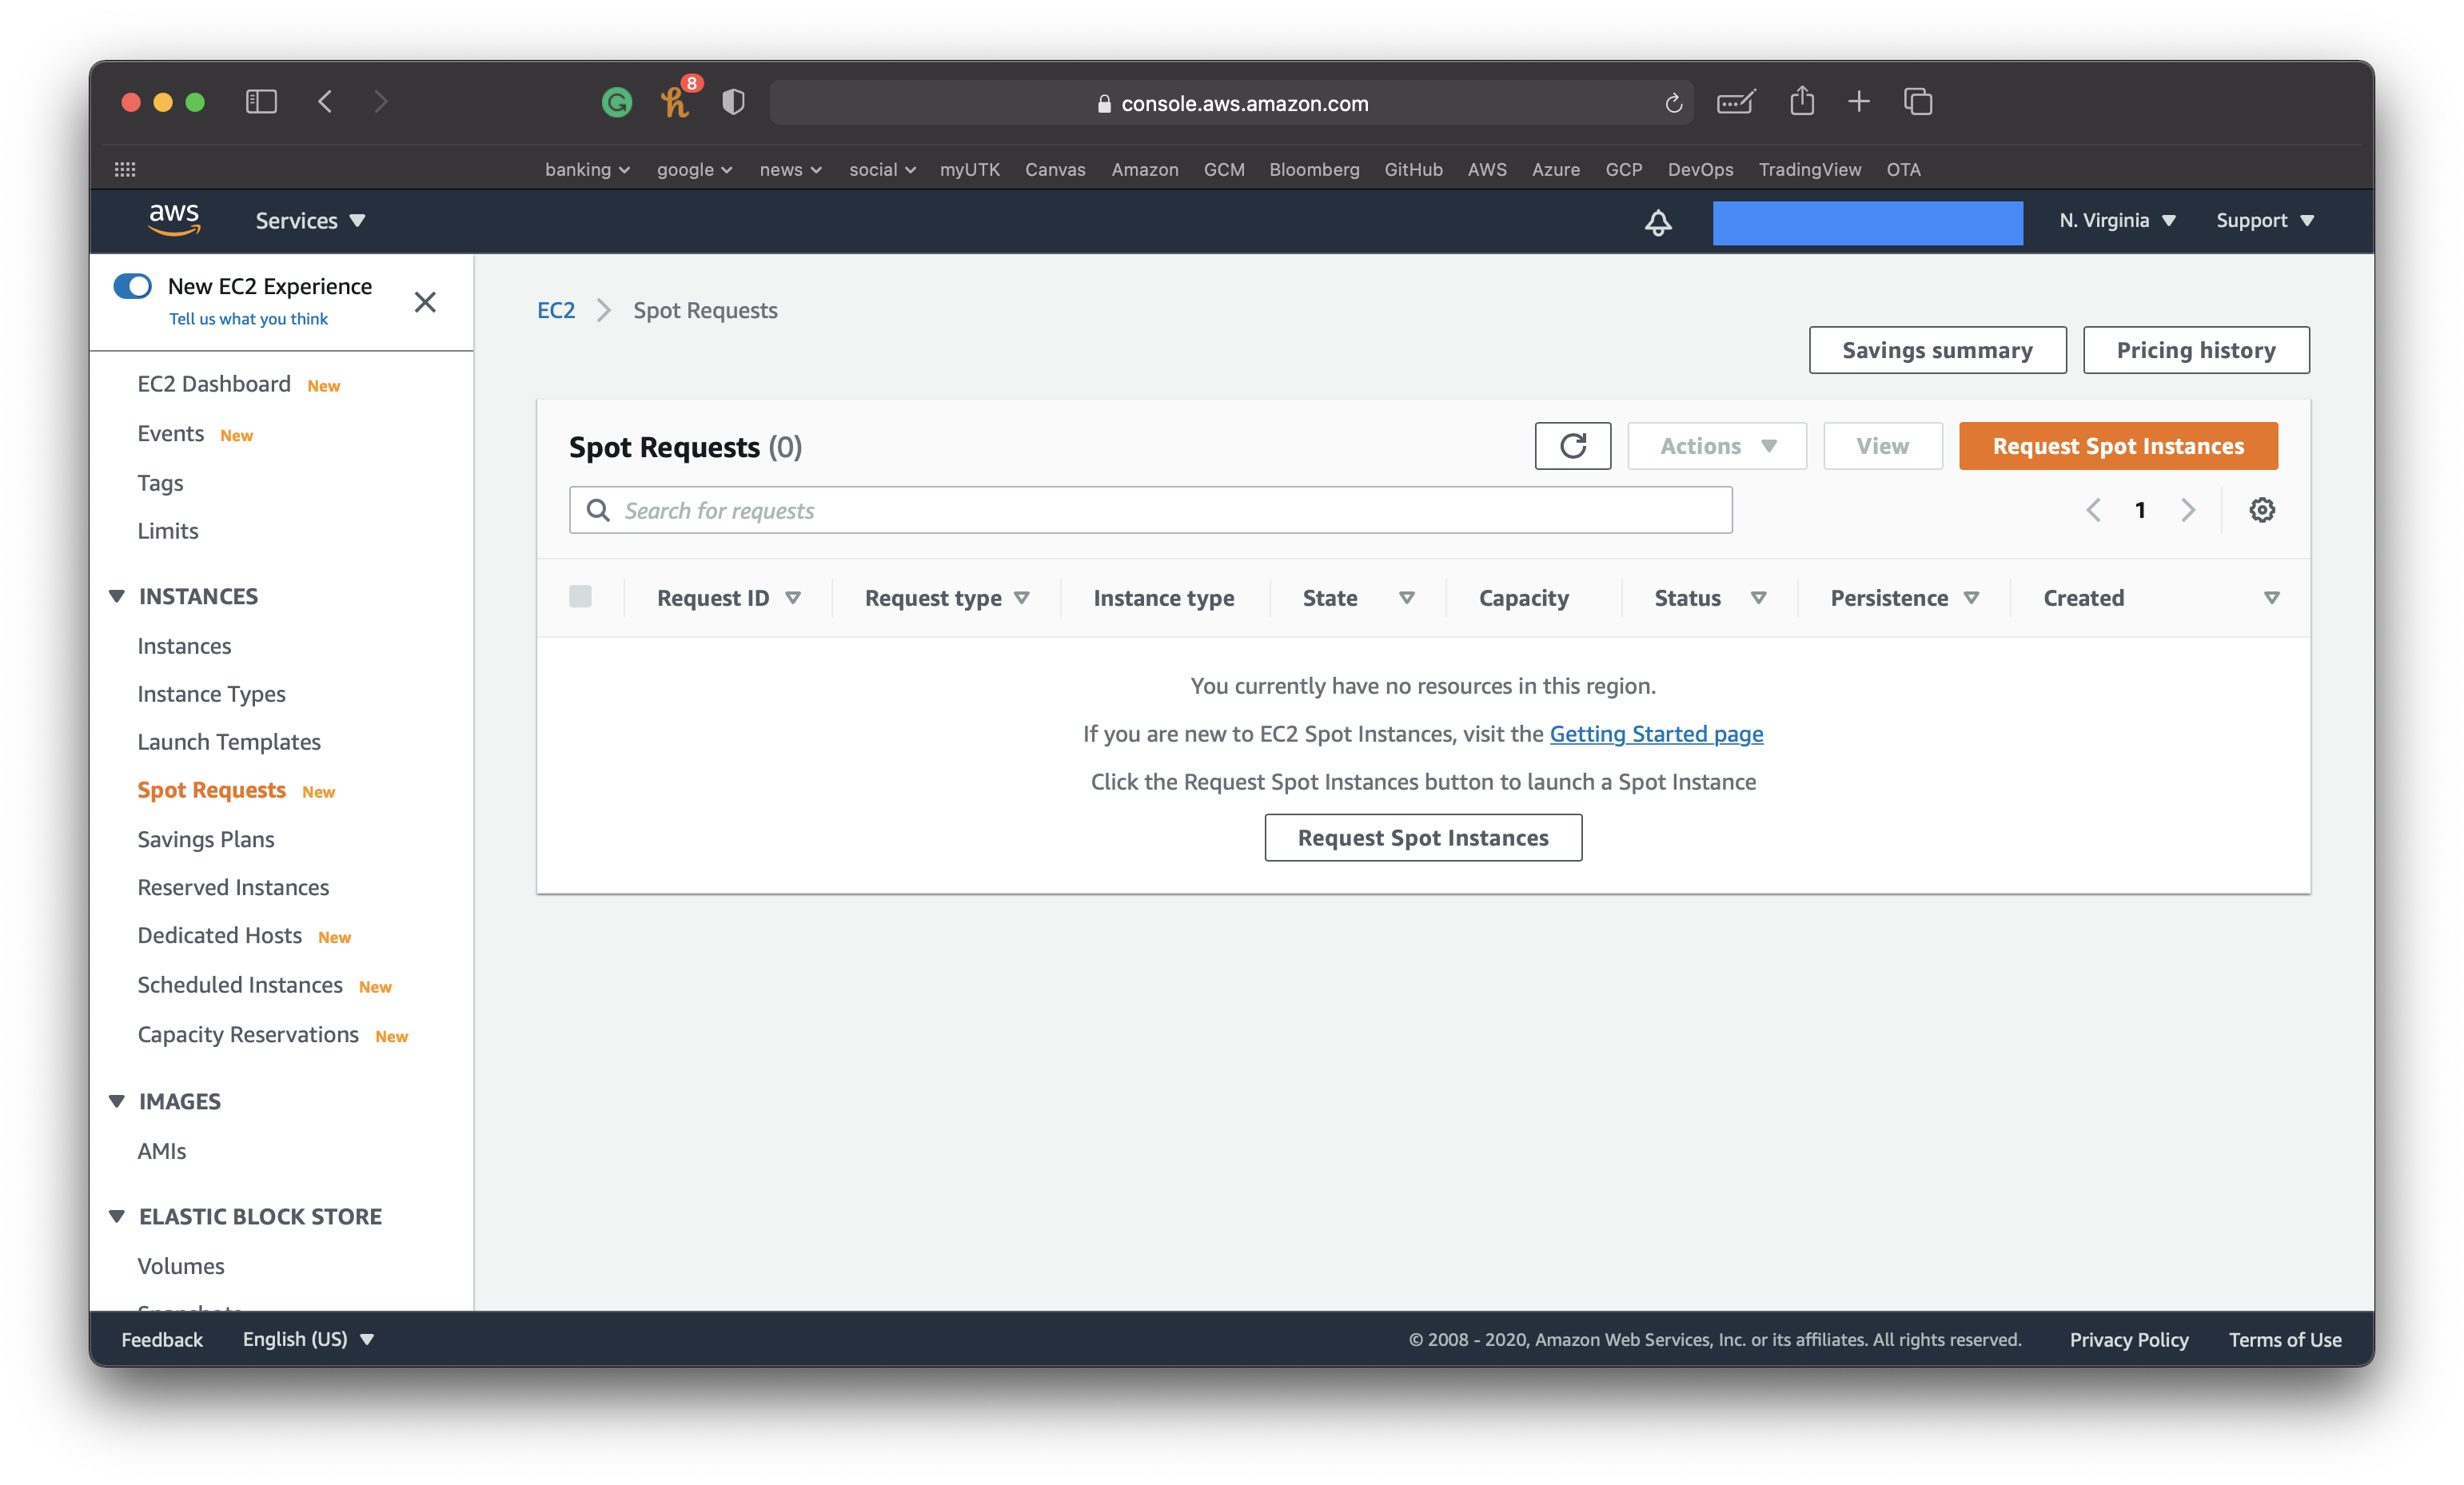 8
console.aws.amazon.com
banking google news social myUTK Canvas Amazon GCM Bloomberg GitHub AWS Azure GCP DevOps TradingView OTA
aws Services N. Virginia Support
New EC2 Experience
Tell us what you think
EC2 Dashboard New
Events New
Tags
Limits
INSTANCES
Instances
Instance Types
Launch Templates
Spot Requests New
Savings Plans
Reserved Instances
Dedicated Hosts New
Scheduled Instances New
Capacity Reservations New
IMAGES
AMIs
ELASTIC BLOCK STORE
Volumes
EC2 Spot Requests
Savings summary Pricing history
Spot Requests (0) Actions View Request Spot Instances
Search for requests 1
Request ID Request type Instance type State Capacity Status Persistence Created
You currently have no resources in this region.
If you are new to EC2 Spot Instances, visit the Getting Started page
Click the Request Spot Instances button to launch a Spot Instance
Request Spot Instances
Feedback English (US) © 2008 - 2020, Amazon Web Services, Inc. or its affiliates. All rights reserved. Privacy Policy Terms of Use